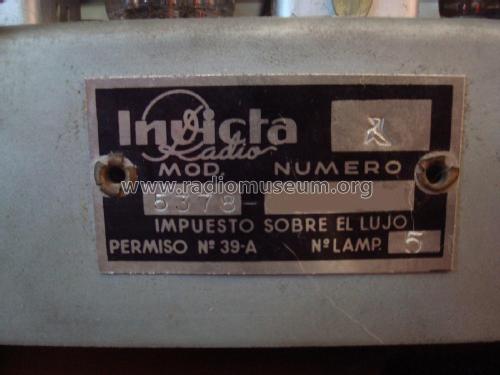 Invicta
Radio
MOD. NUMERO
www.radiomuseum.org
5378-
IMPUESTO SOBRE EL LUJO
PERMISO Nº 39-A Nº LAMP. 5